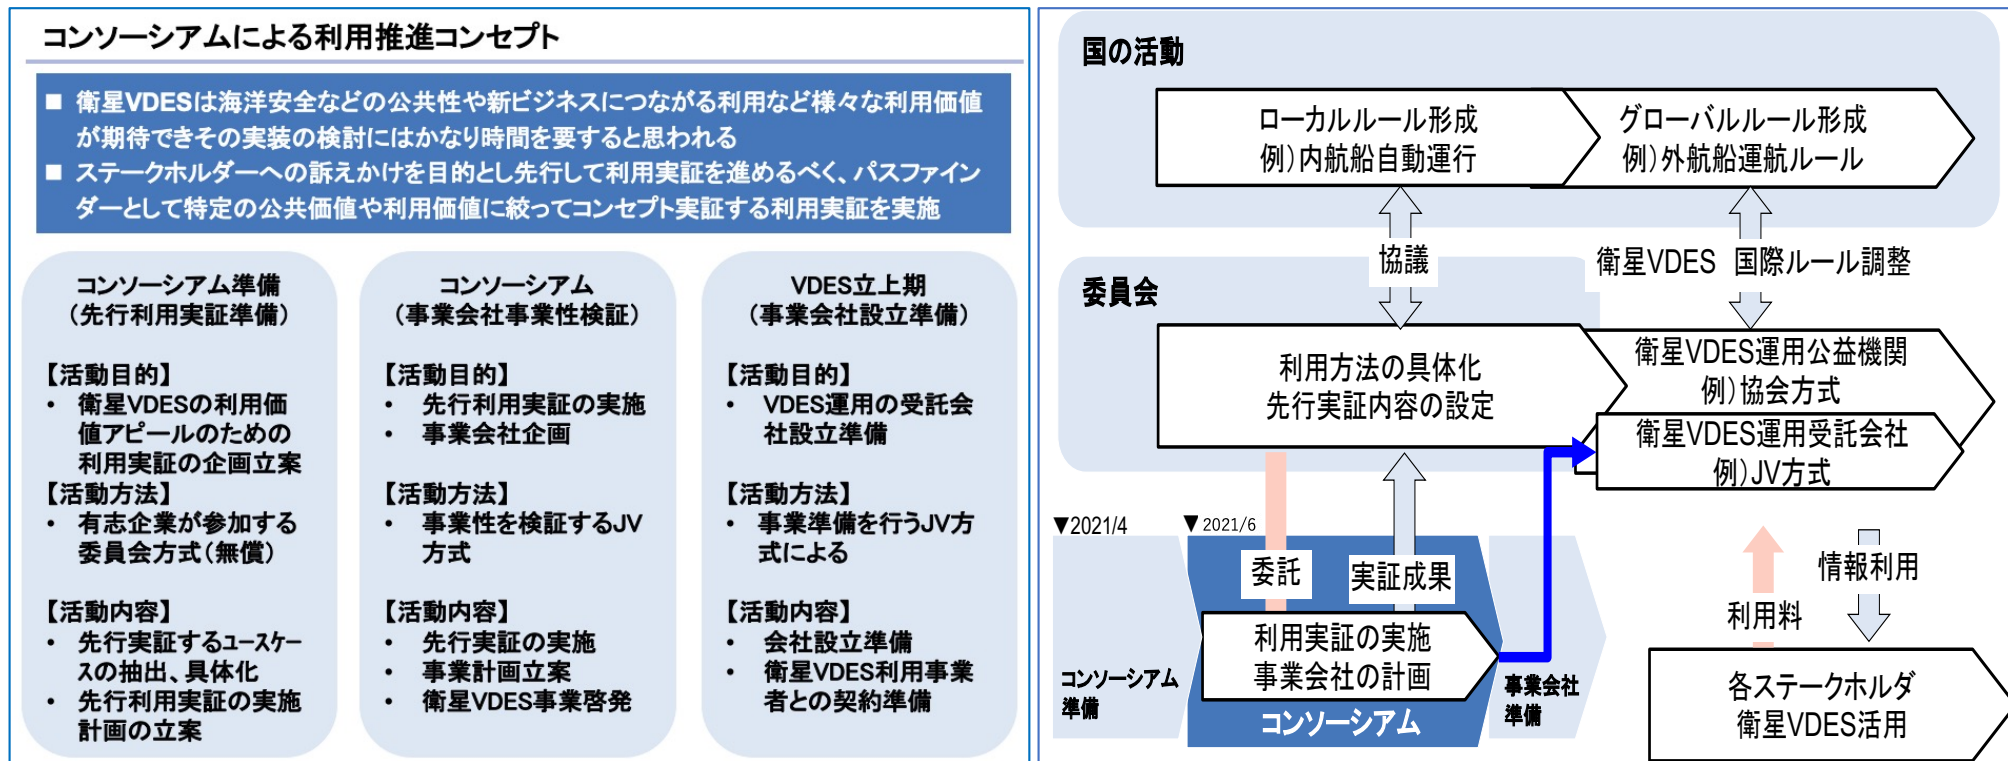 コンソーシアムによる利用推進コンセプト
■ 衛星VDESは海洋安全などの公共性や新ビジネスにつながる利用など様々な利用価値
が期待できその実装の検討にはかなり時間を要すると思われる
■ ステークホルダーへの訴えかけを目的とし先行して利用実証を進めるべく、パスファイン
ダーとして特定の公共価値や利用価値に絞ってコンセプト実証する利用実証を実施
コンソーシアム準備
（先行利用実証準備）
【活動目的】
• 衛星VDESの利用価
値アピールのための
利用実証の企画立案
【活動方法】
• 有志企業が参加する
委員会方式（無償）
【活動内容】
• 先行実証するユースケー
スの抽出、具体化
• 先行利用実証の実施
計画の立案
コンソーシアム
（事業会社事業性検証）
【活動目的】
• 先行利用実証の実施
• 事業会社企画
【活動方法】
• 事業性を検証するJV
方式
【活動内容】
• 先行実証の実施
• 事業計画立案
• 衛星VDES事業啓発
VDES立上期
（事業会社設立準備）
【活動目的】
• VDES運用の受託会
社設立準備
【活動方法】
• 事業準備を行うJV方
式による
【活動内容】
• 会社設立準備
• 衛星VDES利用事業
者との契約準備
国の活動
ローカルルール形成
例）内航船自動運行
グローバルルール形成
例）外航船運航ルール
協議
衛星VDES 国際ルール調整
委員会
利用方法の具体化
先行実証内容の設定
衛星VDES運用公益機関
例）協会方式
衛星VDES運用受託会社
例）JV方式
▼2021/4
▼ 2021/6
委託
実証成果
利用料
情報利用
コンソーシアム
準備
利用実証の実施
事業会社の計画
コンソーシアム
事業会社
準備
各ステークホルダ
衛星VDES活用